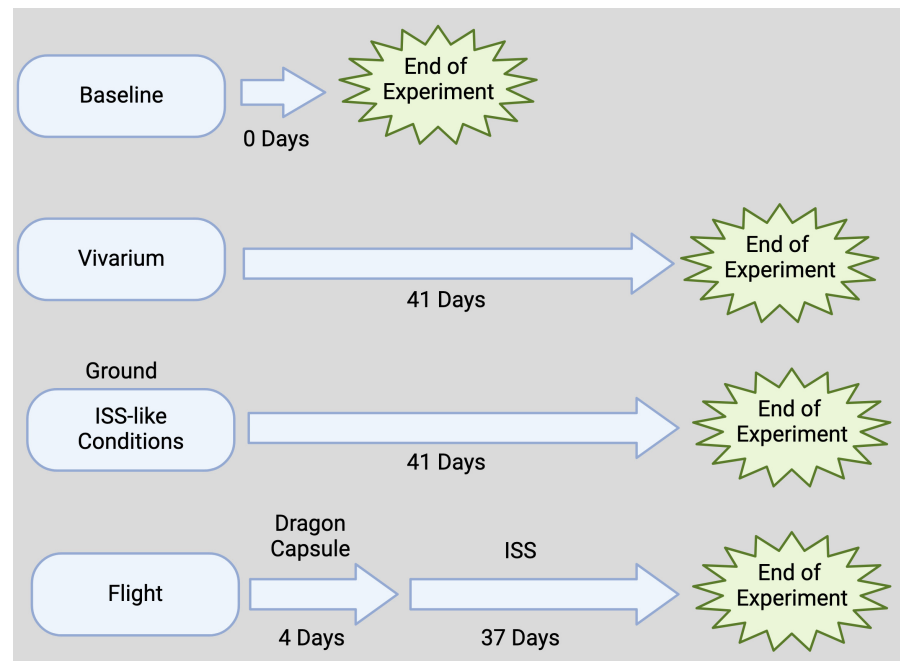 Baseline
0 Days
End of
Experiment
Vivarium
41 Days
End of
Experiment
Ground
ISS-like
Conditions
41 Days
End of
Experiment
Flight
Dragon
Capsule
4 Days
ISS
37 Days
End of
Experiment